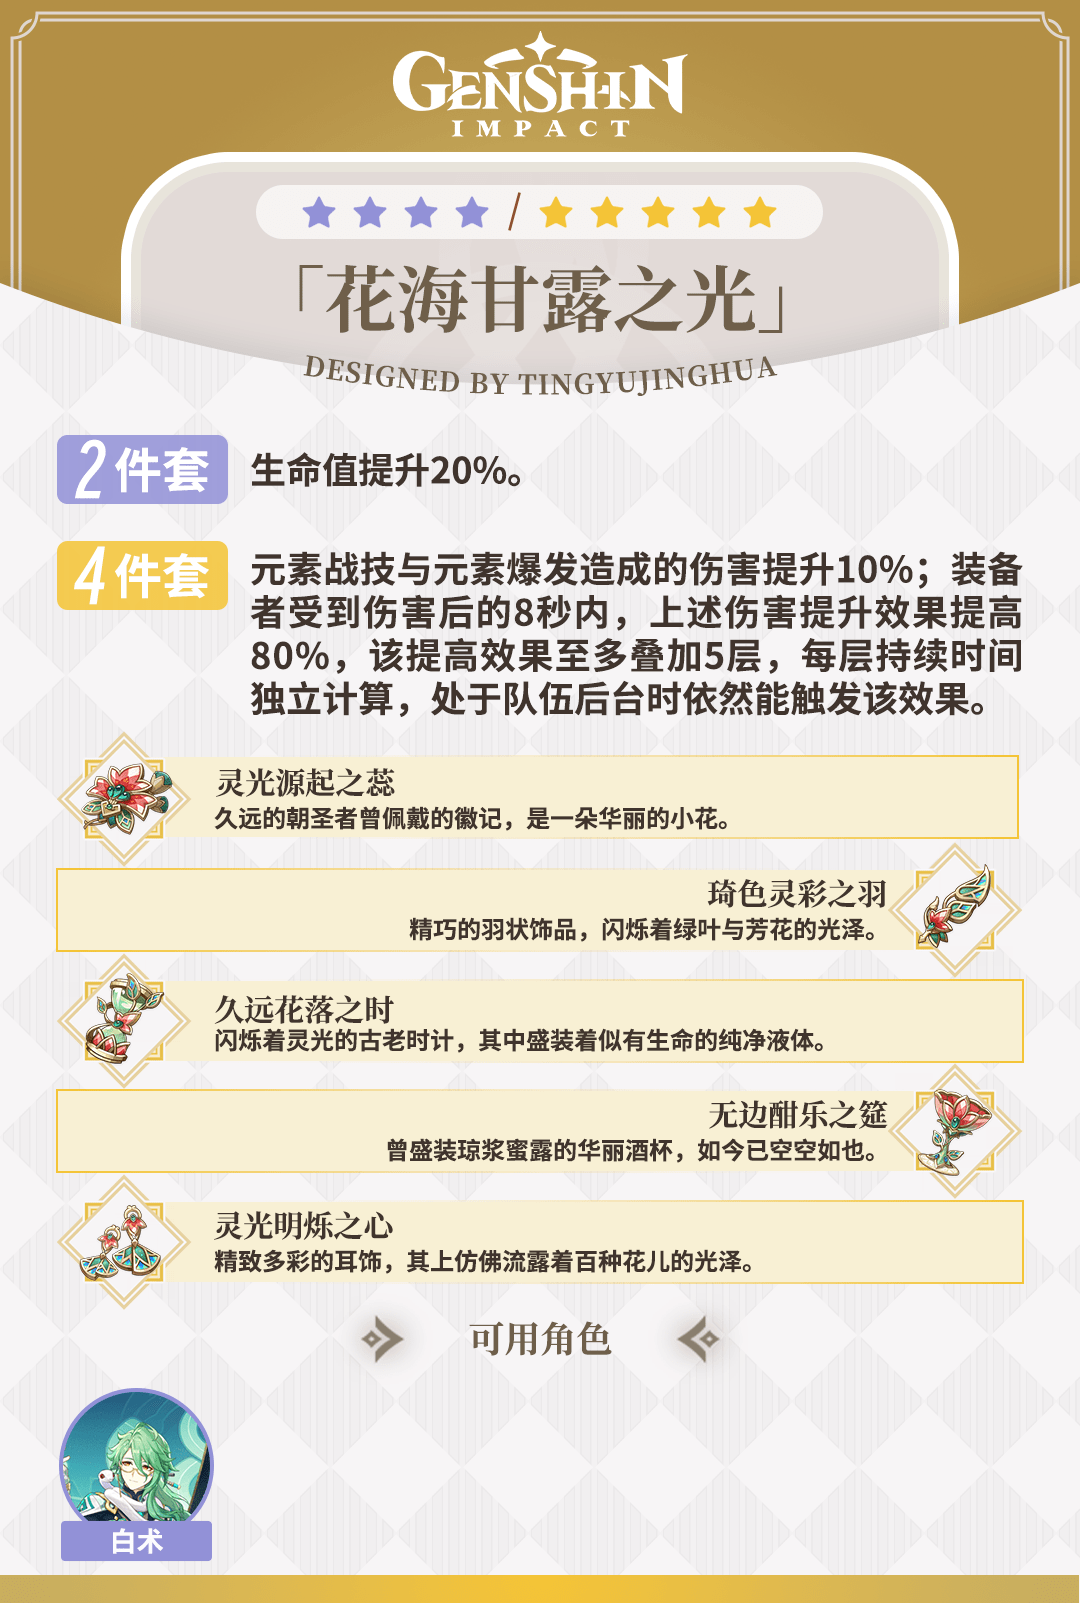 GENSHIN
IMPACT
「花海甘露之光」
DESIGNED BY TINGYUJINGHUA
2件套
生命值提升20%。
4件套
元素战技与元素爆发造成的伤害提升10%；装备
者受到伤害后的8秒内，上述伤害提升效果提高
80%，该提高效果至多叠加5层，每层持续时间
独立计算，处于队伍后台时依然能触发该效果。
灵光源起之蕊
久远的朝圣者曾佩戴的徽记，是一朵华丽的小花。
琦色灵彩之羽
精巧的羽状饰品，闪烁着绿叶与芳花的光泽。
久远花落之时
闪烁着灵光的古老时计，其中盛装着似有生命的纯净液体。
无边酣乐之筵
曾盛装琼浆蜜露的华丽酒杯，如今已空空如也。
灵光明烁之心
精致多彩的耳饰，其上仿佛流露着百种花儿的光泽。
可用角色
白术